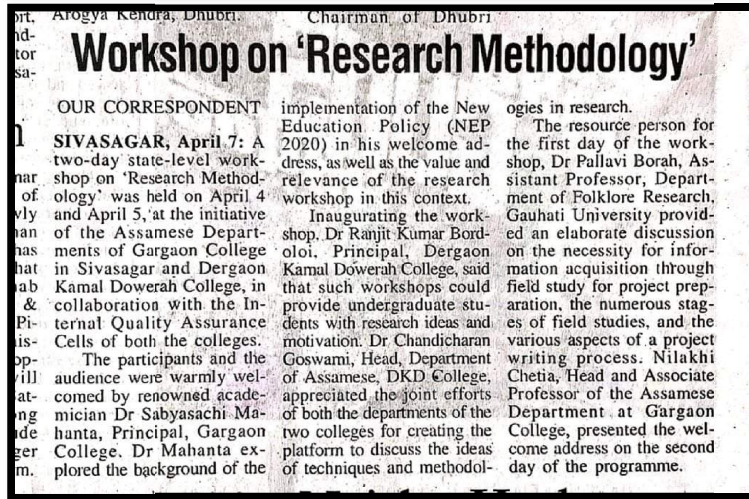 ort. Arogya Kendra, Dhubri.
Chairman of Dhubri
nd-
tor
sa-
Workshop on ‘Research Methodology’
OUR CORRESPONDENT
SIVASAGAR, April 7: A
two-day state-level work-
shop on ‘Research Method-
ology’ was held on April 4
and April 5, at the initiative
of the Assamese Depart-
ments of Gargaon College
in Sivasagar and Dergaon
Kamal Dowerah College, in
collaboration with the In-
ternal Quality Assurance
Cells of both the colleges.
The participants and the
audience were warmly wel-
comed by renowned acade-
mician Dr Sabyasachi Ma-
hanta, Principal, Gargaon
College. Dr Mahanta ex-
plored the background of the
implementation of the New
Education Policy (NEP
2020) in his welcome ad-
dress, as well as the value and
relevance of the research
workshop in this context.
Inaugurating the work-
shop, Dr Ranjit Kumar Bord-
oloi, Principal, Dergaon
Kamal Dowerah College, said
that such workshops could
provide undergraduate stu-
dents with research ideas and
motivation. Dr Chandicharan
Goswami, Head, Department
of Assamese, DKD College,
appreciated the joint efforts
of both the departments of the
two colleges for creating the
platform to discuss the ideas
of techniques and methodol-
ogies in research.
The resource person for
the first day of the work-
shop, Dr Pallavi Borah, As-
sistant Professor, Depart-
ment of Folklore Research,
Gauhati University provid-
ed an elaborate discussion
on the necessity for infor-
mation acquisition through
field study for project prep-
aration, the numerous stag-
es of field studies, and the
various aspects of a project
writing process. Nilakhi
Chetia, Head and Associate
Professor of the Assamese
Department at Gargaon
College, presented the wel-
come address on the second
day of the programme.